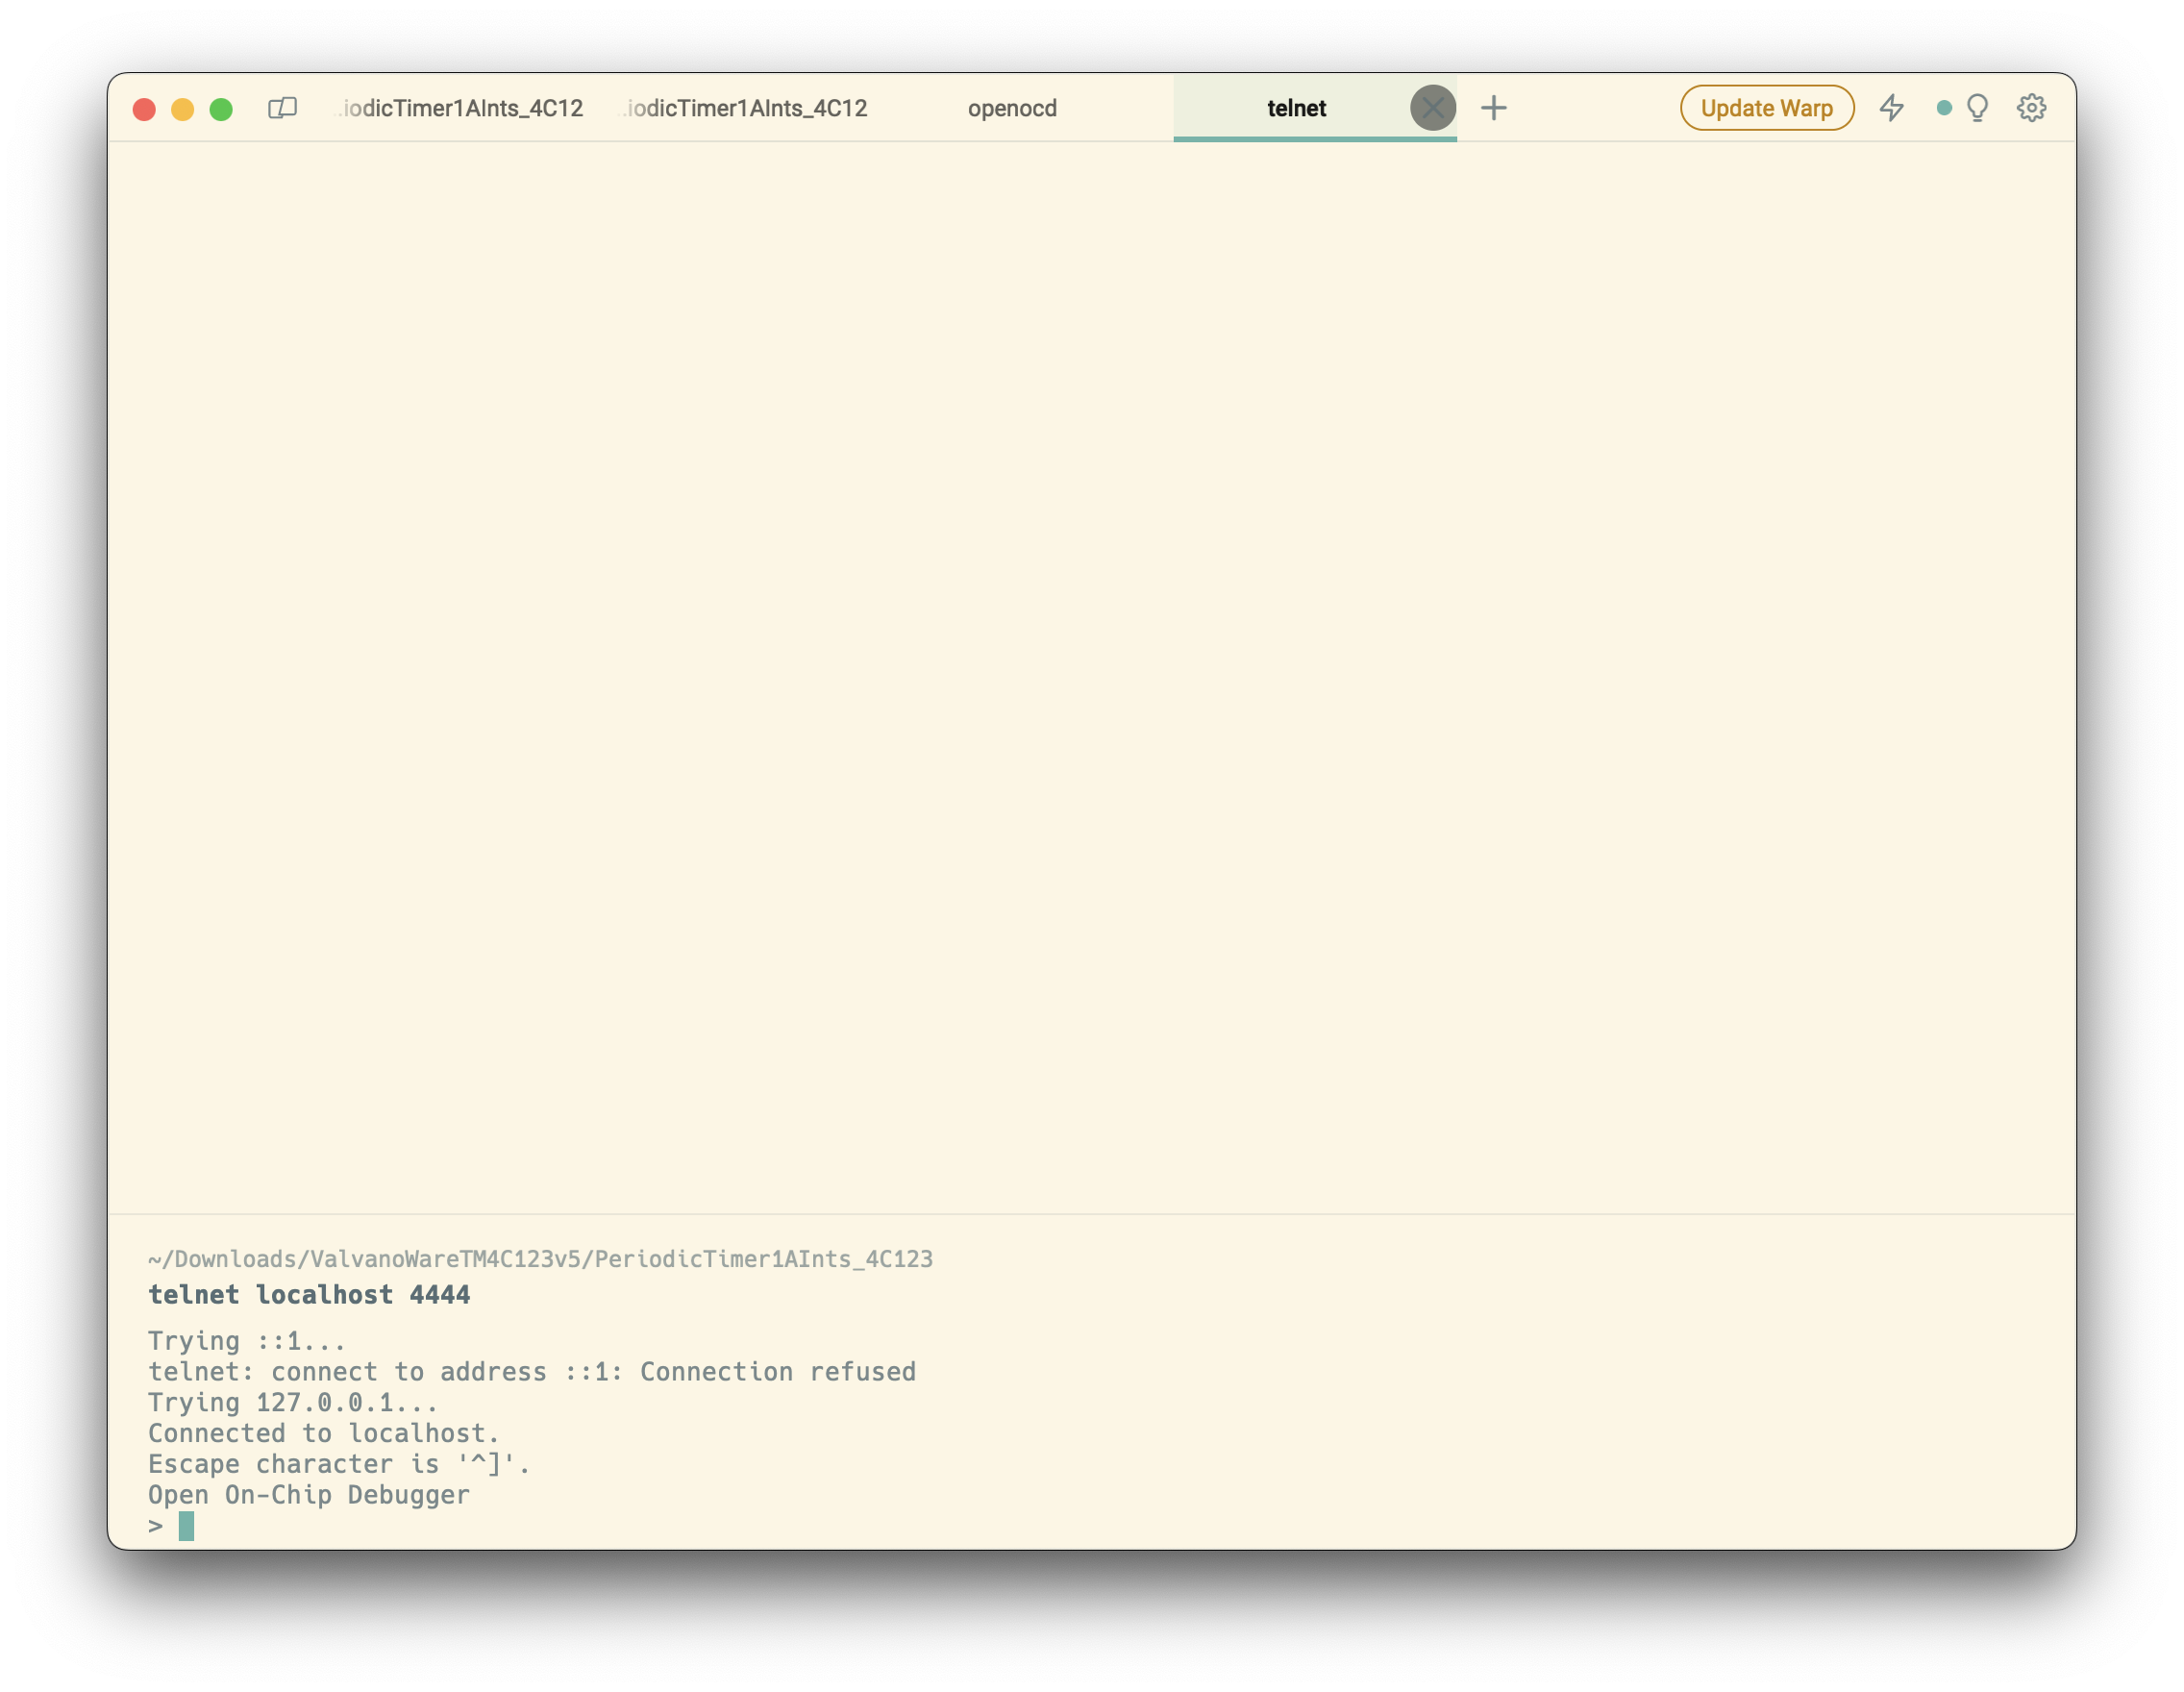 ..iodicTimer1AInts_4C12
..iodicTimer1AInts_4C12
openocd
telnet
Update Warp
~/Downloads/ValvanoWareTM4C123v5/PeriodicTimer1AInts_4C123
telnet localhost 4444
Trying ::1...
telnet: connect to address ::1: Connection refused
Trying 127.0.0.1...
Connected to localhost.
Escape character is '^]'.
Open On-Chip Debugger
>